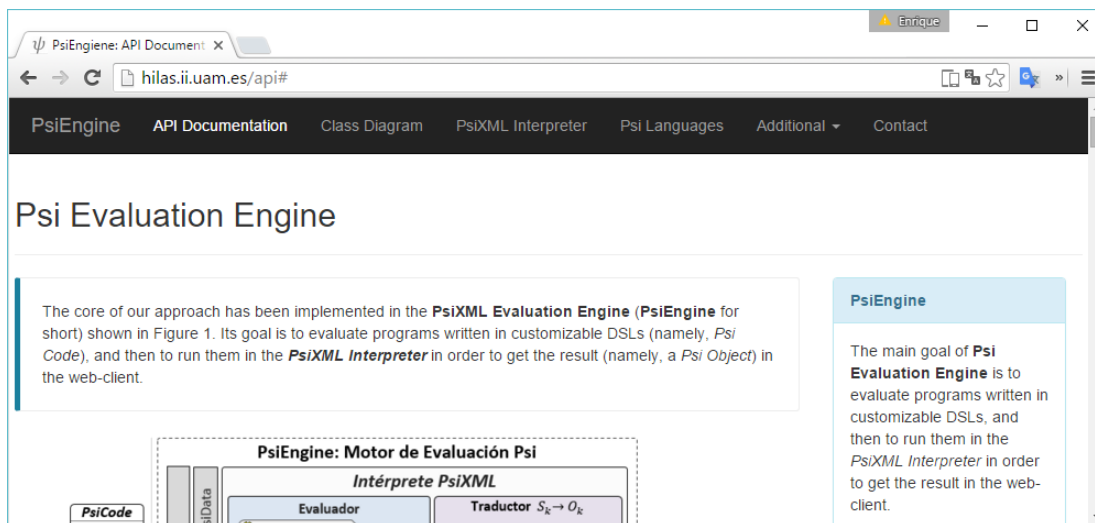 Enrique
ψ PsiEngiene: API Document
hilas.ii.uam.es/api#
PsiEngine API Documentation Class Diagram PsiXML Interpreter Psi Languages Additional Contact
Psi Evaluation Engine
The core of our approach has been implemented in the PsiXML Evaluation Engine (PsiEngine for
short) shown in Figure 1. Its goal is to evaluate programs written in customizable DSLs (namely, Psi
Code), and then to run them in the PsiXML Interpreter in order to get the result (namely, a Psi Object) in
the web-client.
PsiEngine
The main goal of Psi
Evaluation Engine is to
evaluate programs written in
customizable DSLs, and
then to run them in the
PsiXML Interpreter in order
to get the result in the web-
client.
PsiEngine: Motor de Evaluación Psi
Intérprete PsiXML
Evaluador
Traductor Sₖ→Oₖ
PsiCode